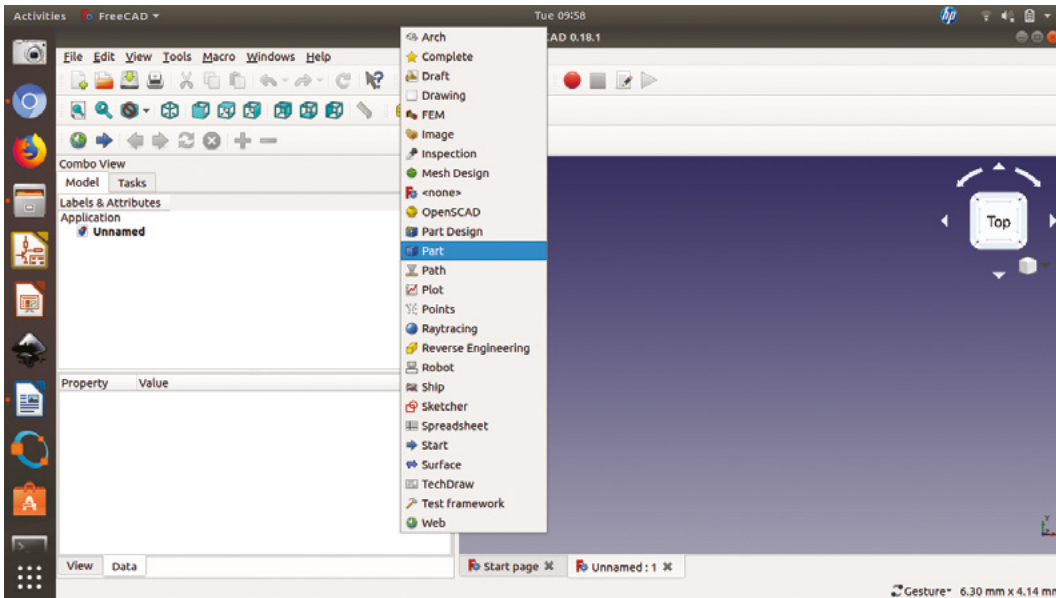 Activities FreeCAD Tue 09:58
AD 0.18.1
File Edit View Tools Macro Windows Help
Combo View
Model Tasks
Labels & Attributes
Application
Unnamed
Property Value
View Data
Arch
Complete
Draft
Drawing
FEM
Image
Inspection
Mesh Design
<none>
OpenSCAD
Part Design
Part
Path
Plot
Points
Raytracing
Reverse Engineering
Robot
Ship
Sketcher
Spreadsheet
Start
Surface
TechDraw
Test framework
Web
Top
Y
Start page Unnamed : 1
Gesture 6.30 mm x 4.14 mm
hp